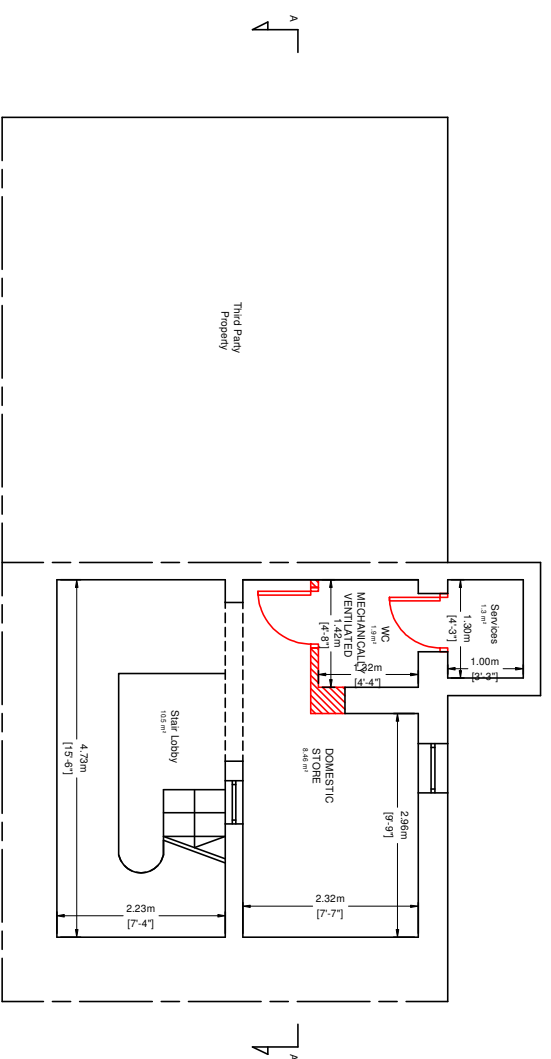 A
Third Party
Property
Services
1.3 m²
1.30m
[4'-3"]
1.00m
[3'-3"]
WC
1.9 m²
MECHANICALLY
VENTILATED
1.42m
[4'-8"]
1.32m
[4'-4"]
DOMESTIC
STORE
8.46 m²
2.96m
[9'-9"]
2.32m
[7'-7"]
Stair Lobby
10.5 m²
4.73m
[15'-6"]
2.23m
[7'-4"]
A